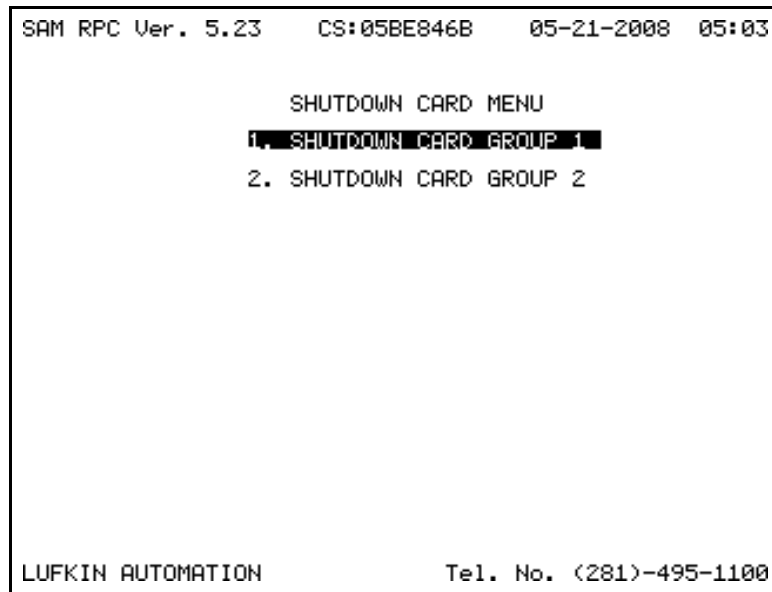 SAM RPC Ver. 5.23 CS:05BE846B 05-21-2008 05:03
SHUTDOWN CARD MENU
1. SHUTDOWN CARD GROUP 1
2. SHUTDOWN CARD GROUP 2
LUFKIN AUTOMATION Tel. No. (281)-495-1100